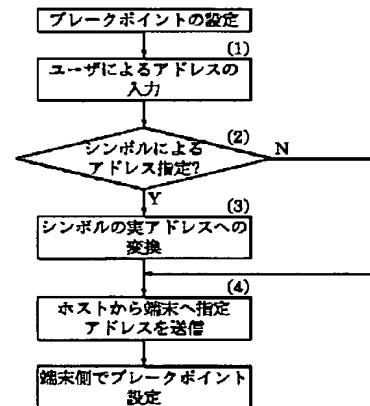 ブレークポイントの設定
(1)
ユーザによるアドレスの
入力
(2)
シンボルによる
アドレス指定?
N
Y
(3)
シンボルの実アドレスへの
変換
(4)
ホストから端末へ指定
アドレスを送信
端末側でブレークポイント
設定